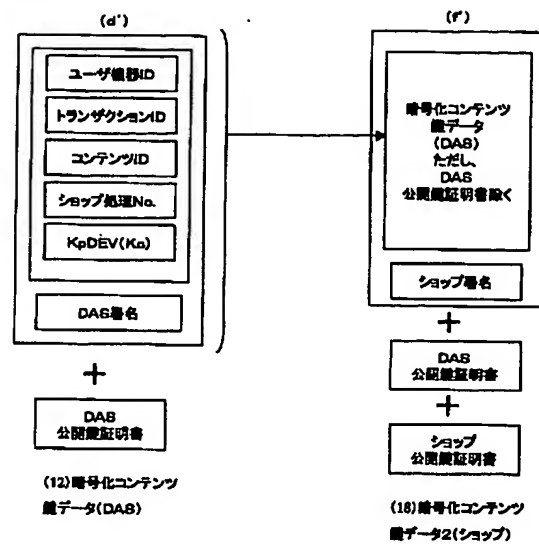 (d')
ユーザ機器ID
トランザクションID
コンテンツID
ショップ処理No.
KpDEV(Kc)
DAS署名
+
DAS
公開鍵証明書
(12)暗号化コンテンツ
鍵データ(DAS)
(f')
暗号化コンテンツ
鍵データ
(DAS)
ただし、
DAS
公開鍵証明書除く
ショップ署名
+
DAS
公開鍵証明書
+
ショップ
公開鍵証明書
(18)暗号化コンテンツ
鍵データ2(ショップ)